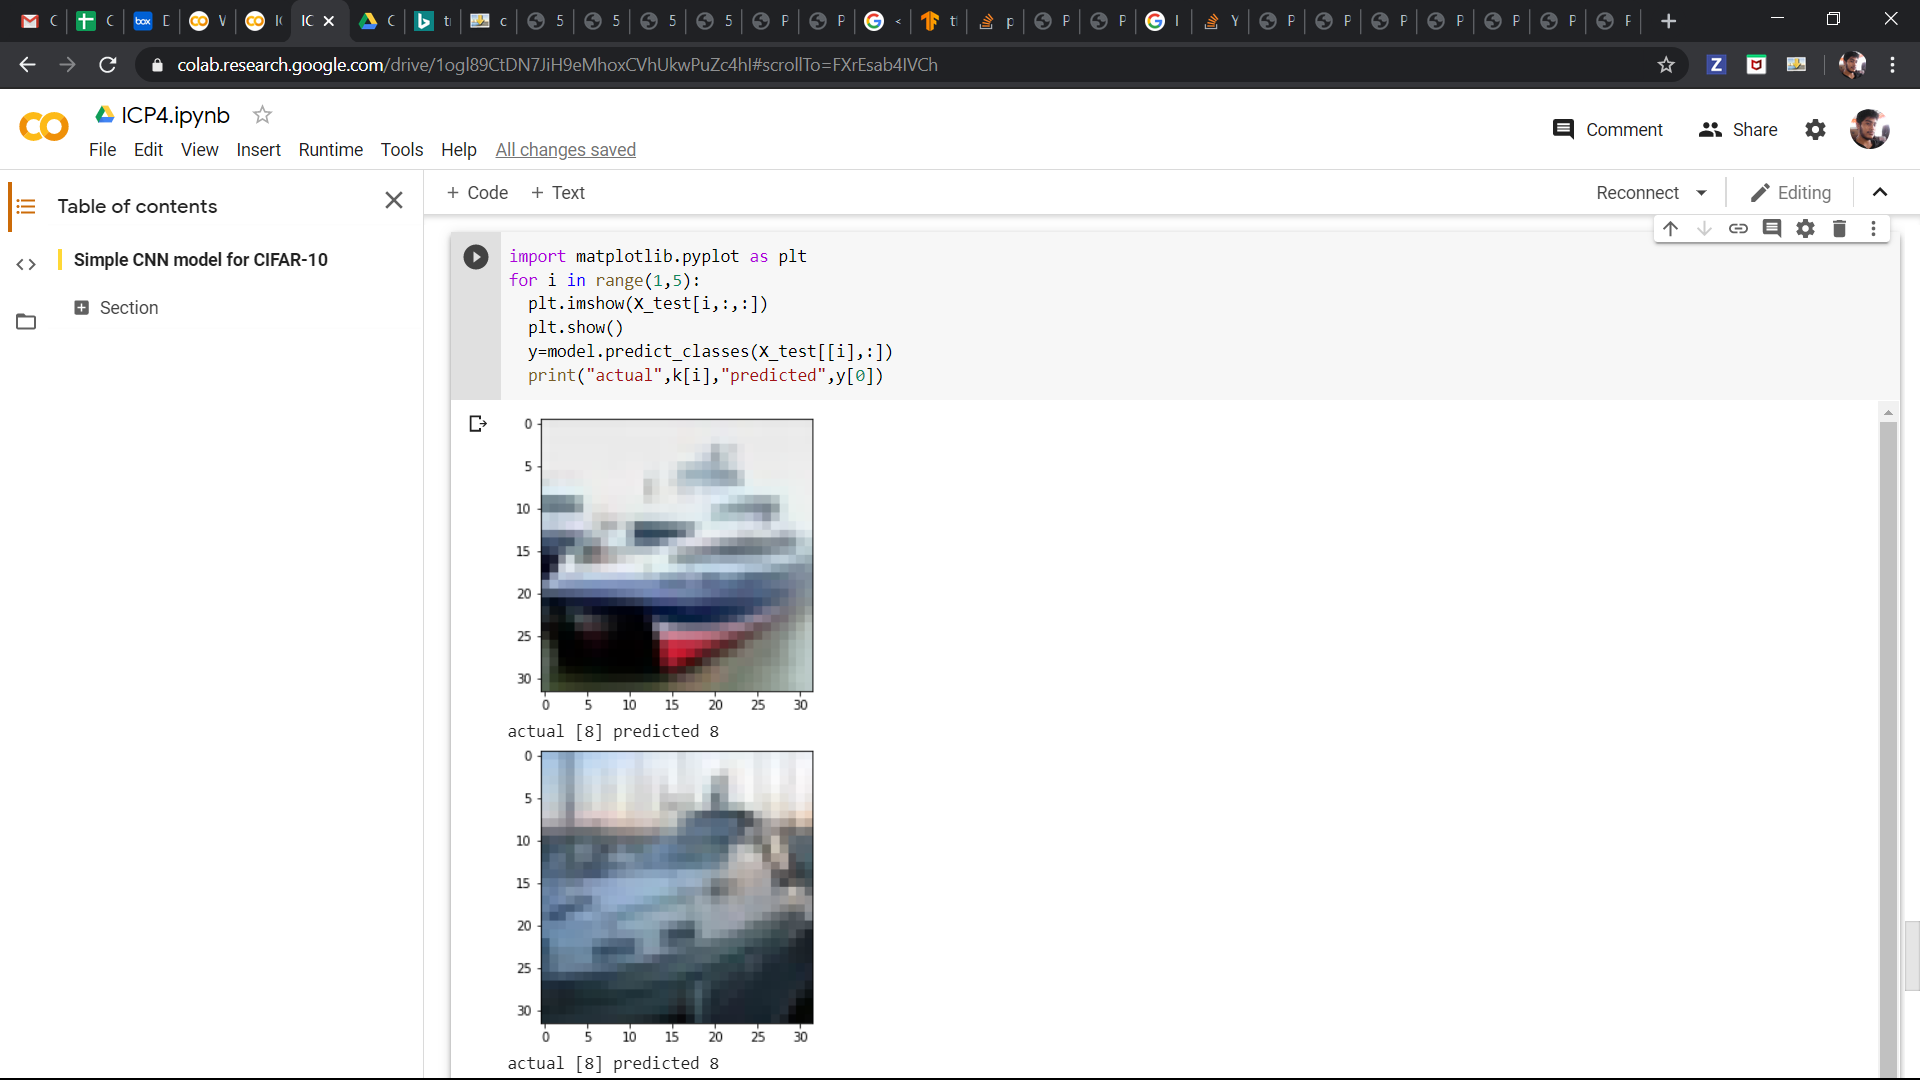 colab.research.google.com/drive/1ogl89CtDN7JiH9eMhoxCVhUkwPuZc4hI#scrollTo=FXrEsab4IVCh
ICP4.ipynb
File Edit View Insert Runtime Tools Help All changes saved
Comment Share
Table of contents
+ Code + Text
Reconnect Editing
Simple CNN model for CIFAR-10
Section
import matplotlib.pyplot as plt
for i in range(1,5):
  plt.imshow(X_test[i,:,:])
  plt.show()
  y=model.predict_classes(X_test[[i],:])
  print("actual",k[i],"predicted",y[0])
0
5
10
15
20
25
30
0 5 10 15 20 25 30
actual [8] predicted 8
0
5
10
15
20
25
30
0 5 10 15 20 25 30
actual [8] predicted 8